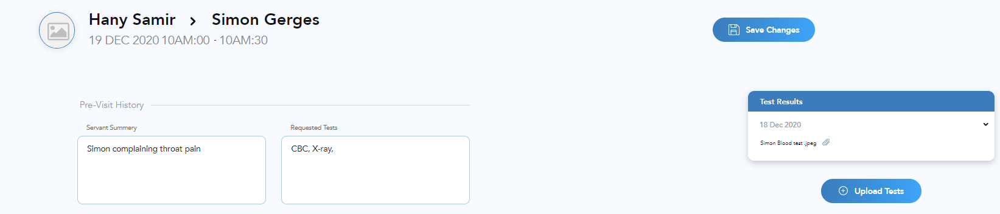 Hany Samir > Simon Gerges
19 DEC 2020 10AM:00 - 10AM:30
Save Changes
Pre-Visit History
Servant Summery
Simon complaining throat pain
Requested Tests
CBC, X-ray,
Test Results
18 Dec 2020
Simon Blood test .jpeg
Upload Tests